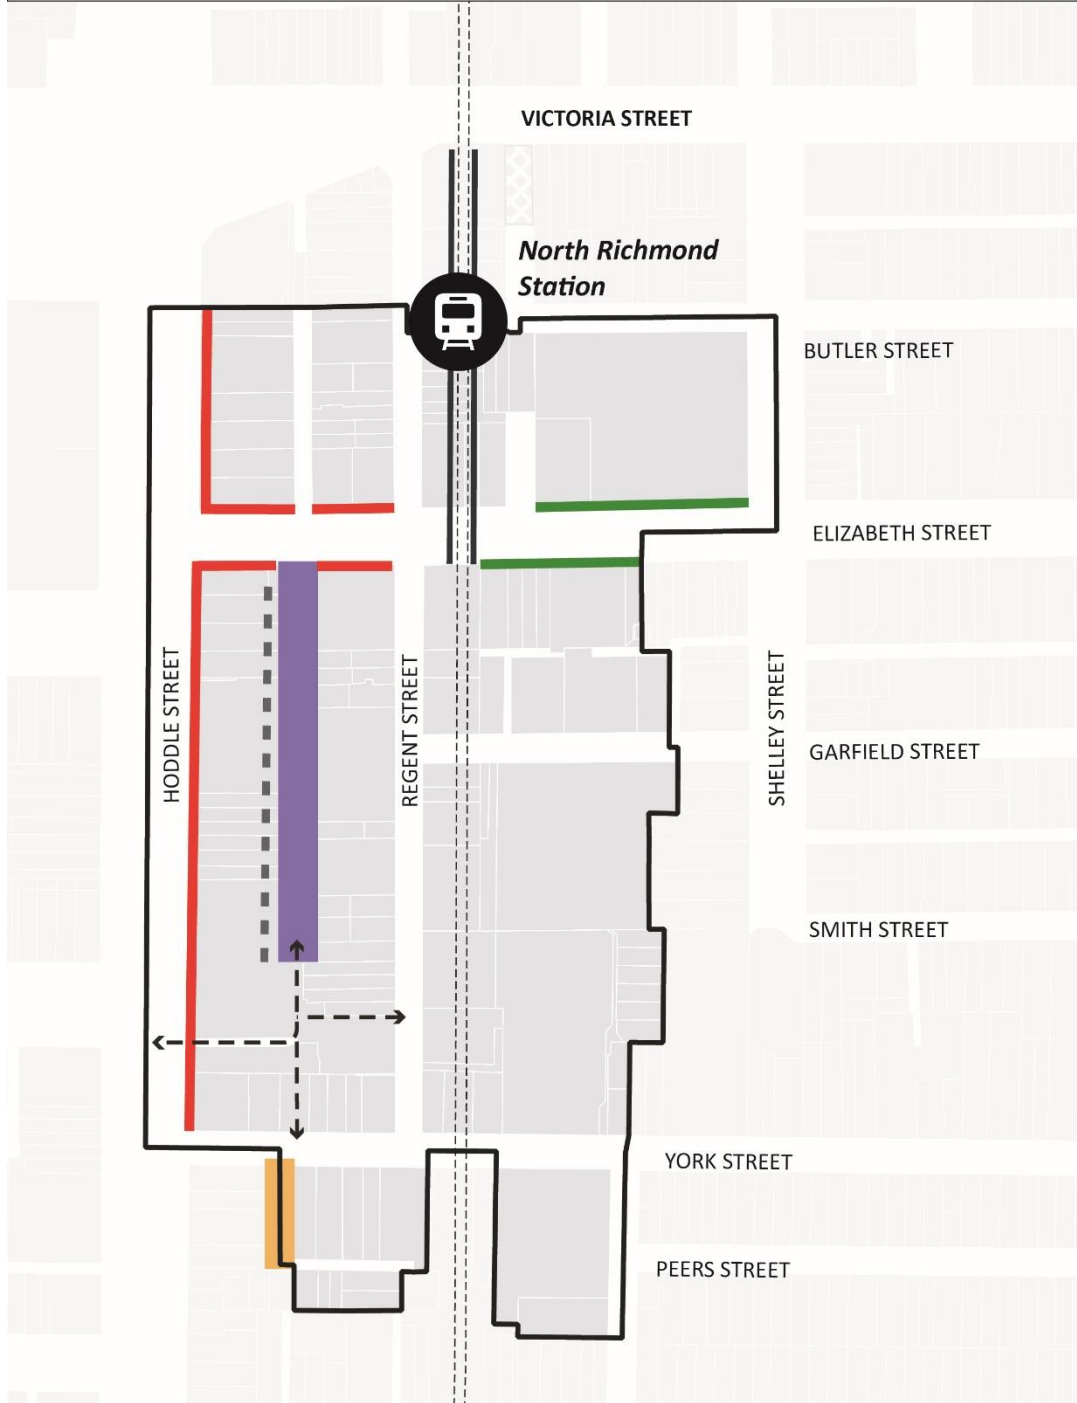 VICTORIA STREET
North Richmond
Station
BUTLER STREET
ELIZABETH STREET
HODDLE STREET
REGENT STREET
SHELLEY STREET
GARFIELD STREET
SMITH STREET
YORK STREET
PEERS STREET